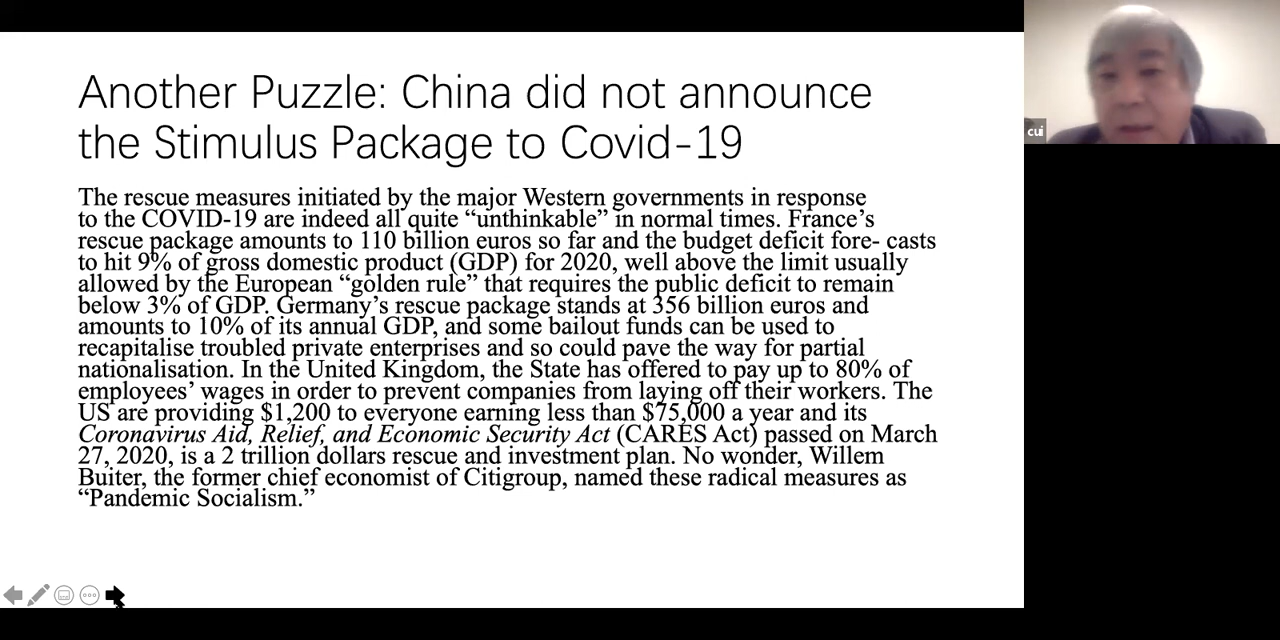 Another Puzzle: China did not announce
the Stimulus Package to Covid-19
The rescue measures initiated by the major Western governments in response
to the COVID-19 are indeed all quite “unthinkable” in normal times. France’s
rescue package amounts to 110 billion euros so far and the budget deficit fore- casts
to hit 9% of gross domestic product (GDP) for 2020, well above the limit usually
allowed by the European “golden rule” that requires the public deficit to remain
below 3% of GDP. Germany’s rescue package stands at 356 billion euros and
amounts to 10% of its annual GDP, and some bailout funds can be used to
recapitalise troubled private enterprises and so could pave the way for partial
nationalisation. In the United Kingdom, the State has offered to pay up to 80% of
employees’ wages in order to prevent companies from laying off their workers. The
US are providing $1,200 to everyone earning less than $75,000 a year and its
Coronavirus Aid, Relief, and Economic Security Act (CARES Act) passed on March
27, 2020, is a 2 trillion dollars rescue and investment plan. No wonder, Willem
Buiter, the former chief economist of Citigroup, named these radical measures as
“Pandemic Socialism.”
cui